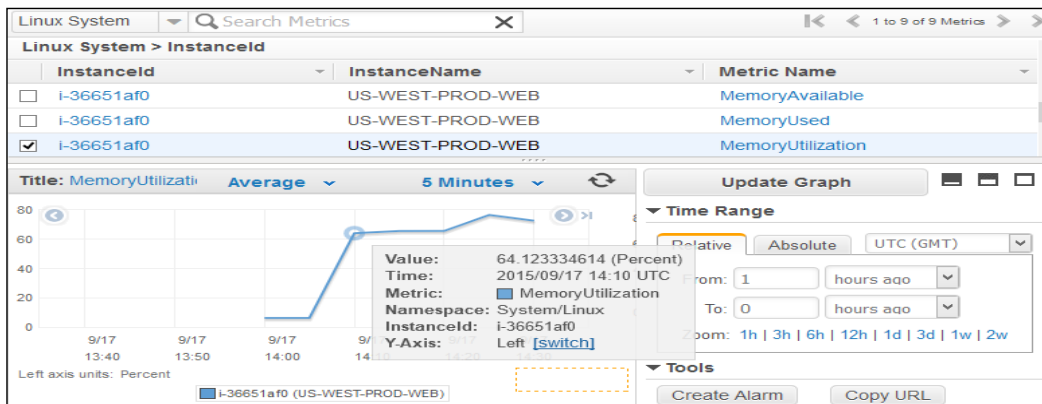 Linux System Search Metrics 1 to 9 of 9 Metrics
Linux System > InstanceId
InstanceId InstanceName Metric Name
i-36651af0 US-WEST-PROD-WEB MemoryAvailable
i-36651af0 US-WEST-PROD-WEB MemoryUsed
i-36651af0 US-WEST-PROD-WEB MemoryUtilization
Title: MemoryUtilizati Average 5 Minutes
80
60
40
20
0
9/17 9/17 9/17
13:40 13:50 14:00 14:10 14:20 14:30
Left axis units: Percent
i-36651af0 (US-WEST-PROD-WEB)
Value: 64.123334614 (Percent)
Time: 2015/09/17 14:10 UTC
Metric: MemoryUtilization
Namespace: System/Linux
InstanceId: i-36651af0
Y-Axis: Left [switch]
Update Graph
Time Range
Relative Absolute UTC (GMT)
From: 1 hours ago
To: 0 hours ago
Zoom: 1h | 3h | 6h | 12h | 1d | 3d | 1w | 2w
Tools
Create Alarm Copy URL